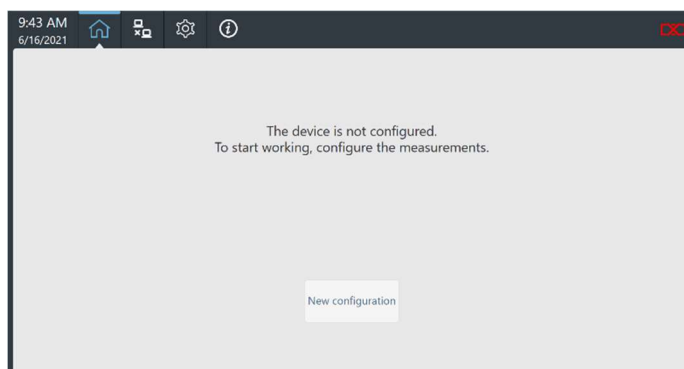 9:43 AM
6/16/2021
The device is not configured.
To start working, configure the measurements.
New configuration